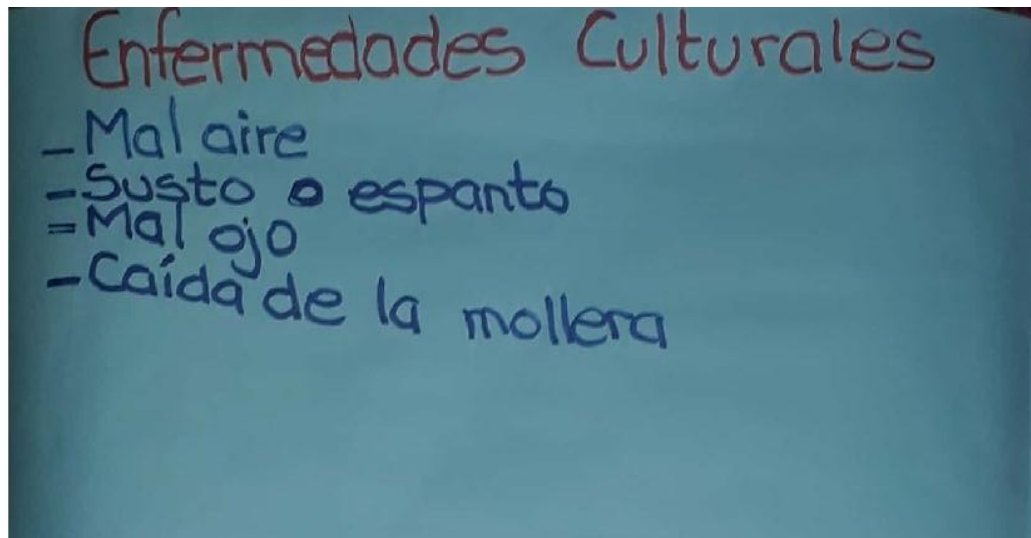 Enfermedades Culturales
- Mal aire
- Susto o espanto
= Mal ojo
- Caída de la mollera